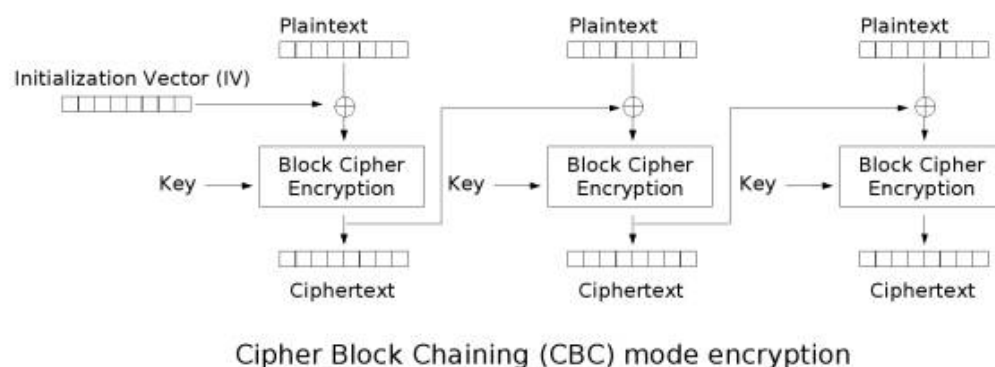 Plaintext
Plaintext
Plaintext
Initialization Vector (IV)
Block Cipher
Encryption
Block Cipher
Encryption
Block Cipher
Encryption
Key
Key
Key
Ciphertext
Ciphertext
Ciphertext
Cipher Block Chaining (CBC) mode encryption